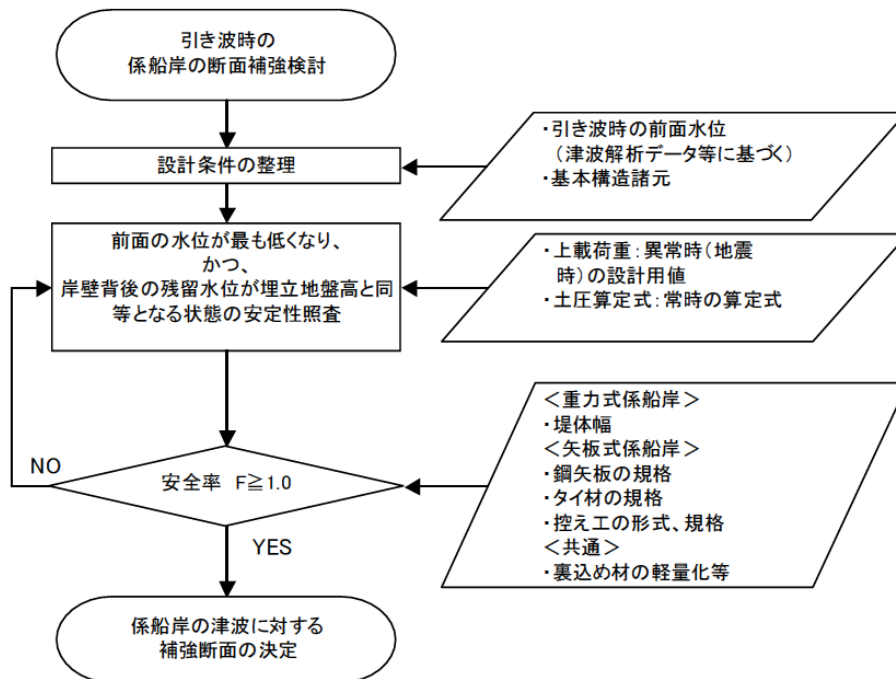 引き波時の
係船岸の断面補強検討
設計条件の整理
・引き波時の前面水位
(津波解析データ等に基づく)
・基本構造諸元
前面の水位が最も低くなり、
かつ、
岸壁背後の残留水位が埋立地盤高と同
等となる状態の安定性照査
・上載荷重：異常時(地震
時)の設計用値
・土圧算定式：常時の算定式
NO
安全率 F≧1.0
YES
＜重力式係船岸＞
・堤体幅
＜矢板式係船岸＞
・鋼矢板の規格
・タイ材の規格
・控え工の形式、規格
＜共通＞
・裏込め材の軽量化等
係船岸の津波に対する
補強断面の決定